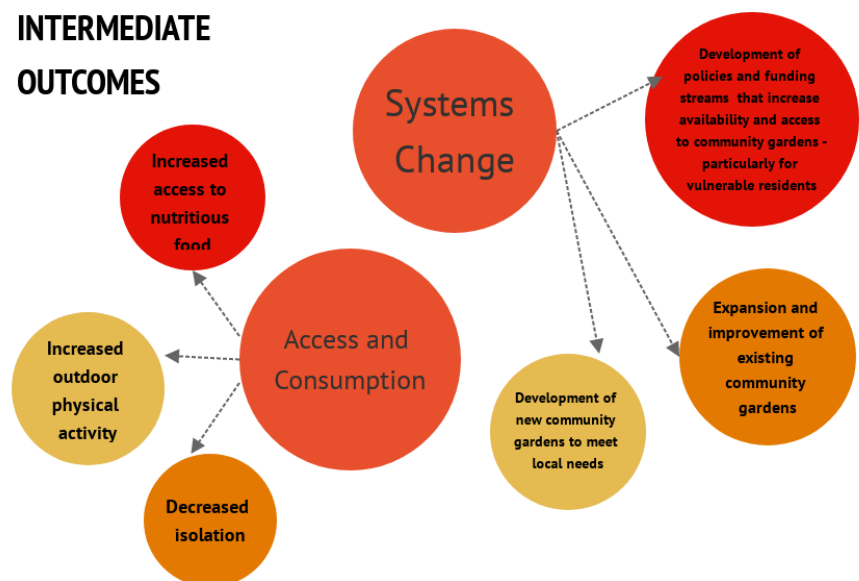 INTERMEDIATE
OUTCOMES
Systems
Change
Development of
policies and funding
streams that increase
availability and access
to community gardens -
particularly for
vulnerable residents
Increased
access to
nutritious
food
Access and
Consumption
Increased
outdoor
physical
activity
Decreased
isolation
Development of
new community
gardens to meet
local needs
Expansion and
improvement of
existing
community
gardens